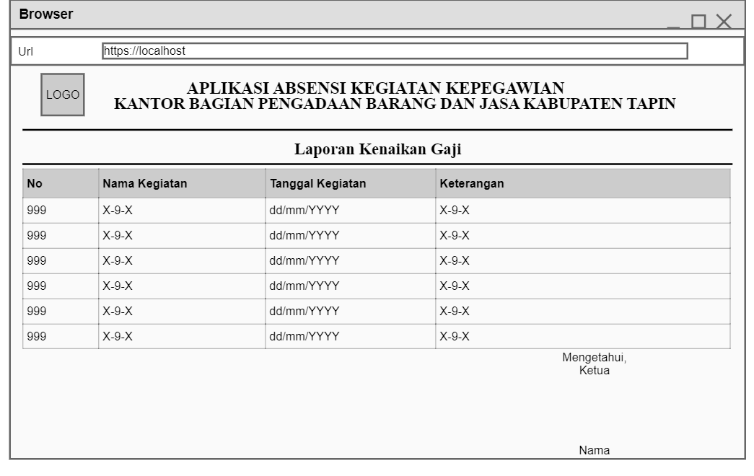 Browser
Url https://localhost
LOGO
APLIKASI ABSENSI KEGIATAN KEPEGAWIAN
KANTOR BAGIAN PENGADAAN BARANG DAN JASA KABUPATEN TAPIN
Laporan Kenaikan Gaji
No Nama Kegiatan Tanggal Kegiatan Keterangan
999 X-9-X dd/mm/YYYY X-9-X
999 X-9-X dd/mm/YYYY X-9-X
999 X-9-X dd/mm/YYYY X-9-X
999 X-9-X dd/mm/YYYY X-9-X
999 X-9-X dd/mm/YYYY X-9-X
999 X-9-X dd/mm/YYYY X-9-X
Mengetahui,
Ketua
Nama